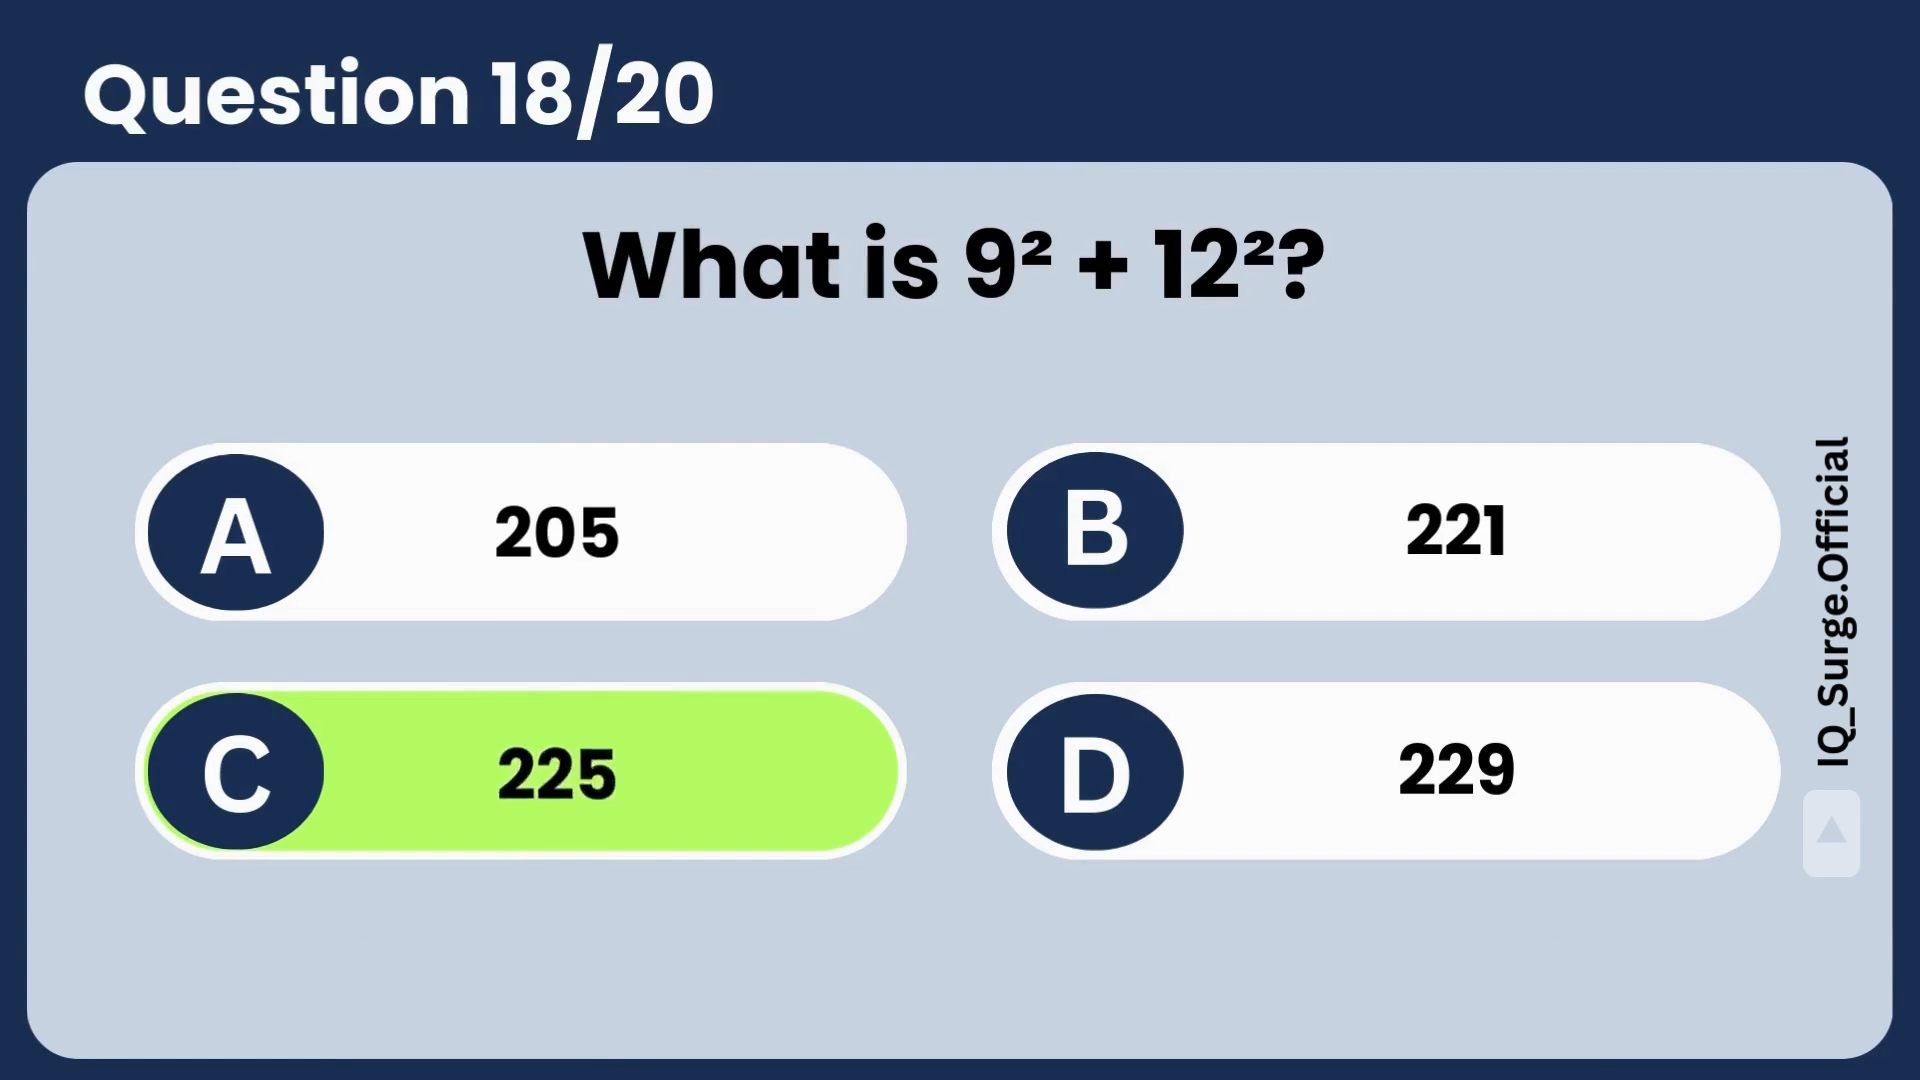 Question 18/20
What is 9² + 12²?
A 205
B 221
C 225
D 229
IQ_Surge.Official